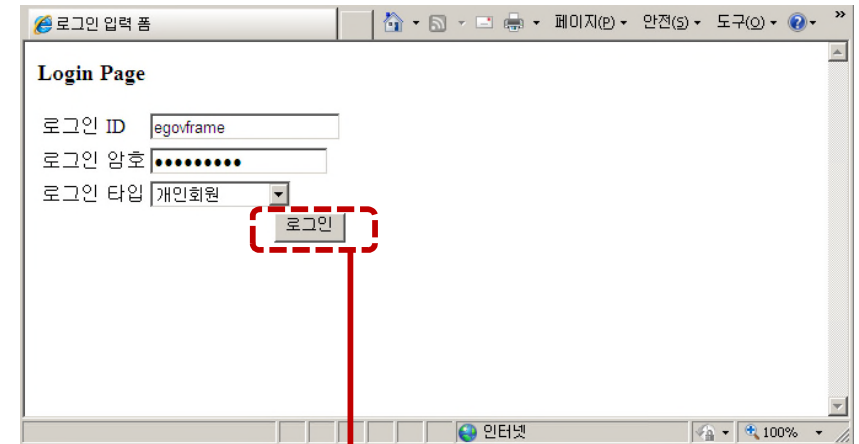 로그인 입력 폼
페이지(P) 안전(S) 도구(O) »
Login Page
로그인 ID egovframe
로그인 암호 •••••••••
로그인 타입 개인회원
로그인
인터넷 100%